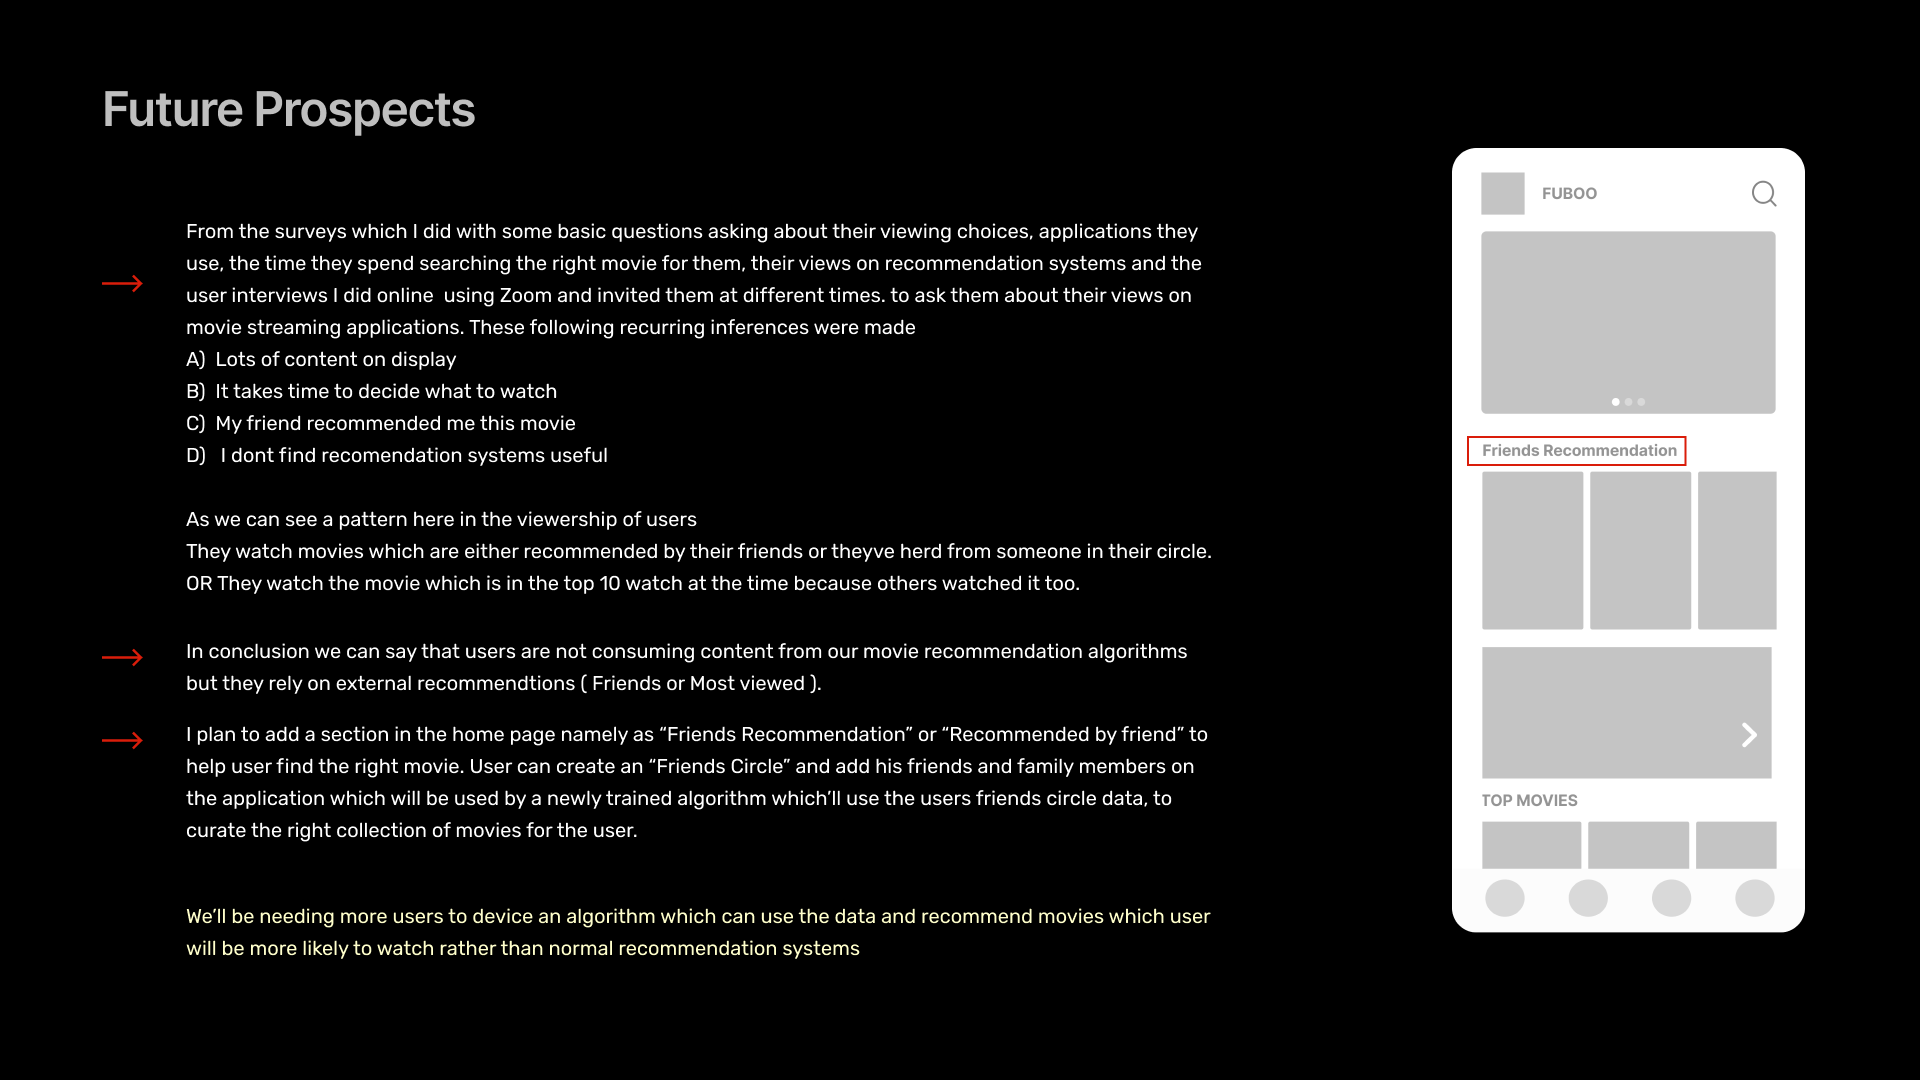 Future Prospects
From the surveys which I did with some basic questions asking about their viewing choices, applications they
use, the time they spend searching the right movie for them, their views on recommendation systems and the
user interviews I did online  using Zoom and invited them at different times. to ask them about their views on
movie streaming applications. These following recurring inferences were made
A)  Lots of content on display
B)  It takes time to decide what to watch
C)  My friend recommended me this movie
D)   I dont find recomendation systems useful
As we can see a pattern here in the viewership of users
They watch movies which are either recommended by their friends or theyve herd from someone in their circle.
OR They watch the movie which is in the top 10 watch at the time because others watched it too.
In conclusion we can say that users are not consuming content from our movie recommendation algorithms
but they rely on external recommendtions ( Friends or Most viewed ).
I plan to add a section in the home page namely as “Friends Recommendation” or “Recommended by friend” to
help user find the right movie. User can create an “Friends Circle” and add his friends and family members on
the application which will be used by a newly trained algorithm which’ll use the users friends circle data, to
curate the right collection of movies for the user.
We’ll be needing more users to device an algorithm which can use the data and recommend movies which user
will be more likely to watch rather than normal recommendation systems
FUBOO
Friends Recommendation
TOP MOVIES